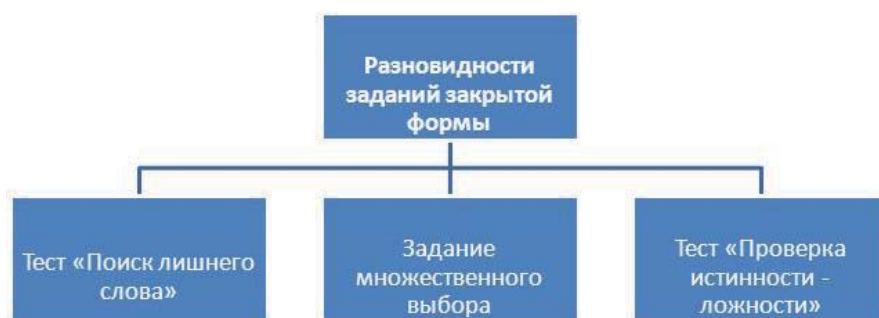 Разновидности
заданий закрытой
формы
Тест «Поиск лишнего
слова»
Задание
множественного
выбора
Тест «Проверка
истинности -
ложности»